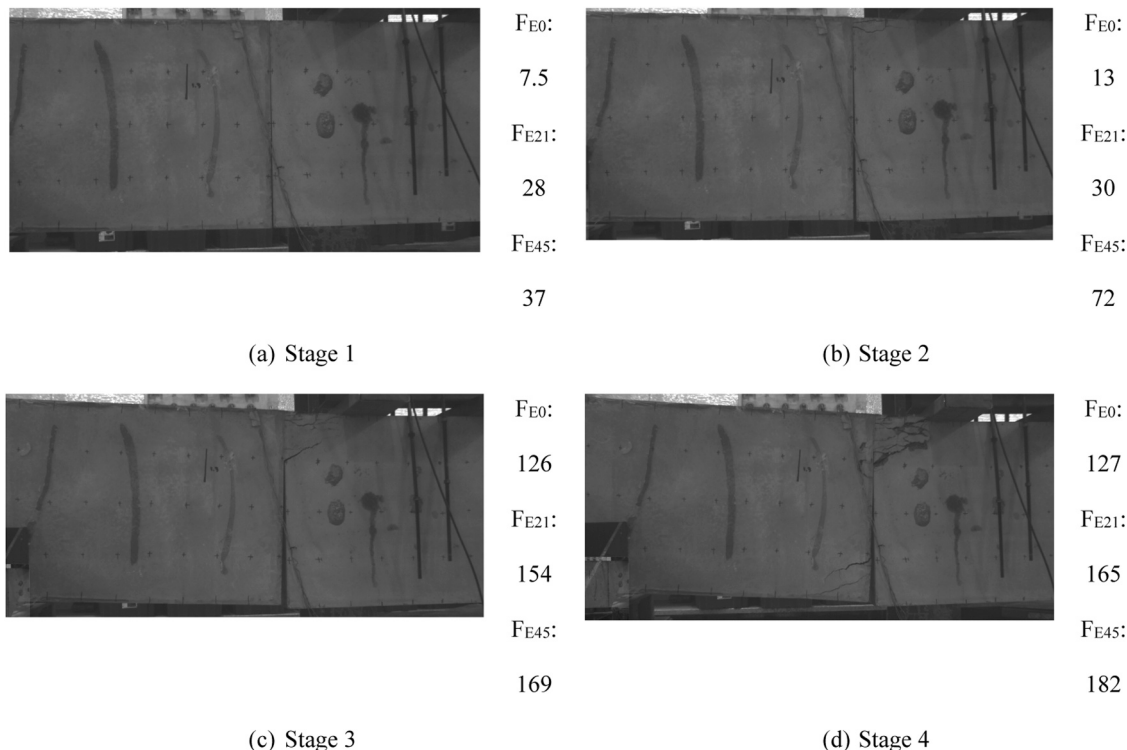 FE0:
7.5
FE21:
28
FE45:
37
(a) Stage 1
FE0:
13
FE21:
30
FE45:
72
(b) Stage 2
FE0:
126
FE21:
154
FE45:
169
(c) Stage 3
FE0:
127
FE21:
165
FE45:
182
(d) Stage 4